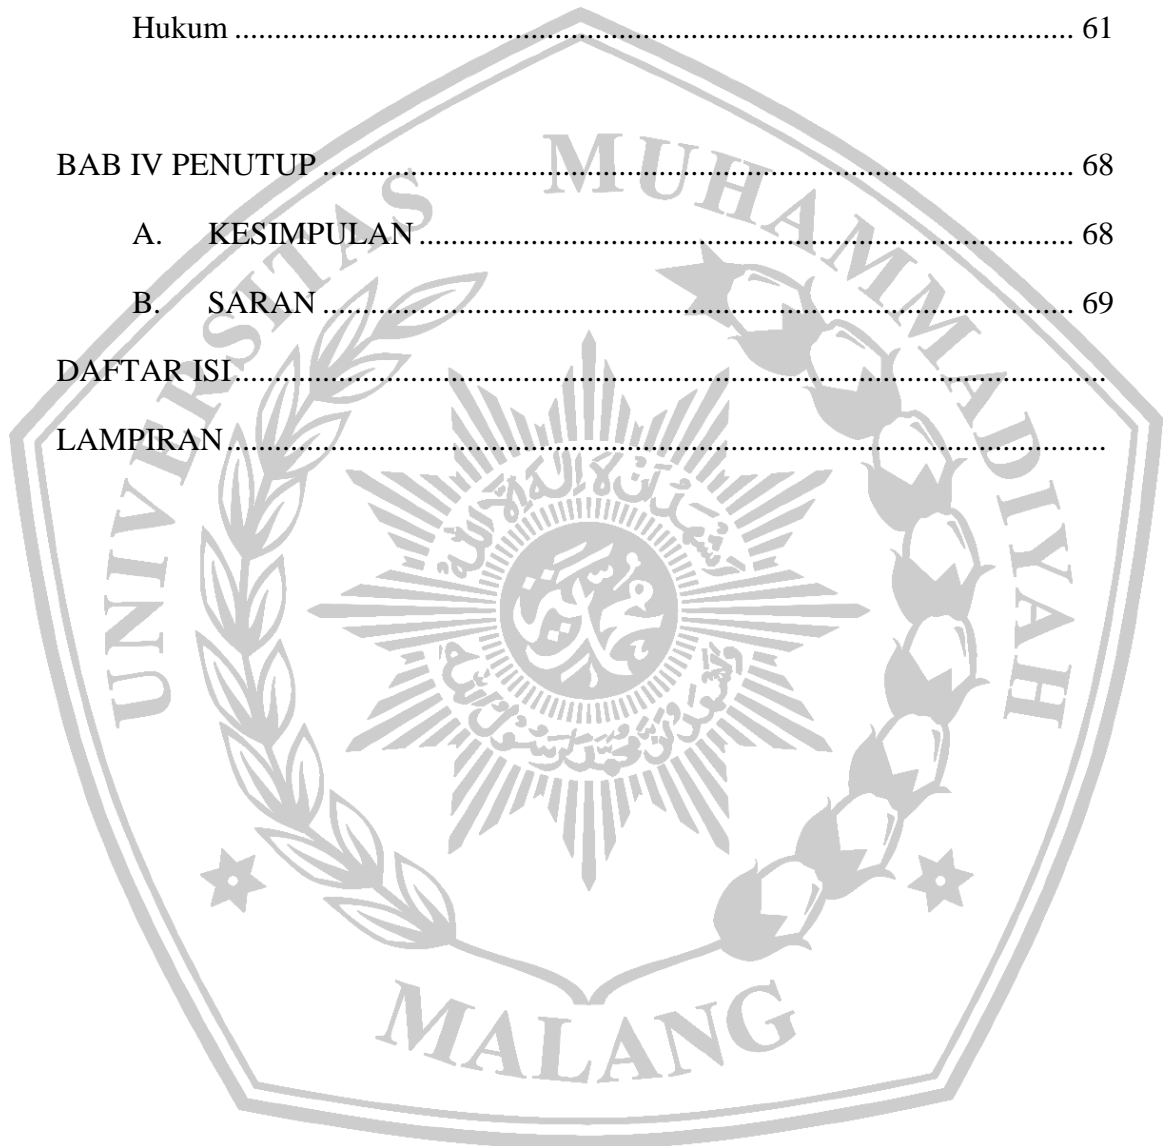 Hukum ........................................................................................................ 61
BAB IV PENUTUP ............................................................................................. 68
A. KESIMPULAN ................................................................................. 68
B. SARAN ............................................................................................. 69
DAFTAR ISI............................................................................................................
LAMPIRAN.............................................................................................................
UNIVERSITAS MUHAMMADIYAH
MALANG